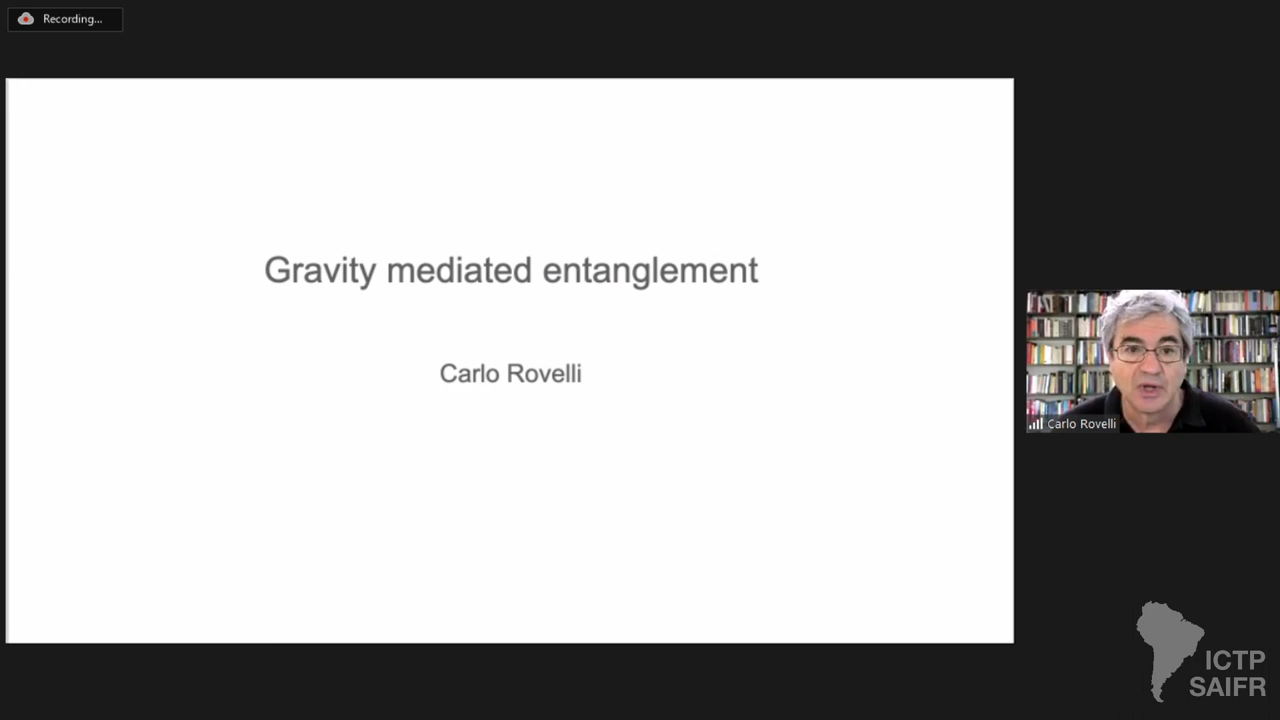 Recording...
Gravity mediated entanglement
Carlo Rovelli
Carlo Rovelli
ICTP
SAIFR